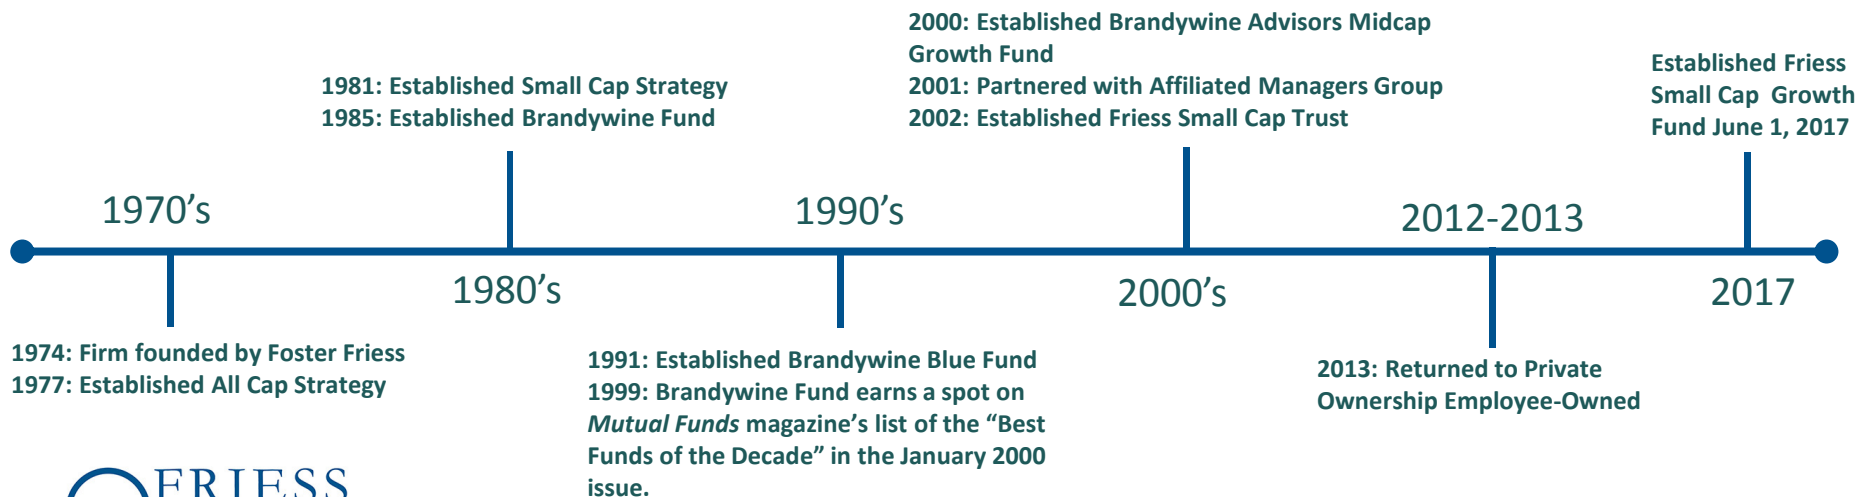 2000: Established Brandywine Advisors Midcap
Growth Fund
2001: Partnered with Affiliated Managers Group
2002: Established Friess Small Cap Trust
1981: Established Small Cap Strategy
1985: Established Brandywine Fund
Established Friess
Small Cap Growth
Fund June 1, 2017
1970's
1990's
2012-2013
1980's
2000's
2017
1974: Firm founded by Foster Friess
1977: Established All Cap Strategy
1991: Established Brandywine Blue Fund
1999: Brandywine Fund earns a spot on
Mutual Funds magazine's list of the “Best
Funds of the Decade” in the January 2000
issue.
2013: Returned to Private
Ownership Employee-Owned
FRIESS